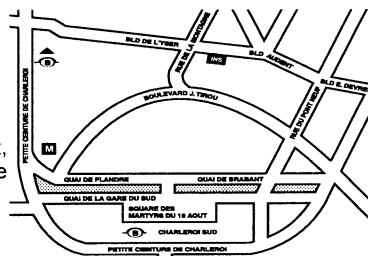 BLD DE L'YSER
RUE DE LA MONTAGNE
INS
BLD AUDENT
BLD E. DEVRE
B
BOULEVARD J. TIROU
RUE DU PONT NEUF
PETITE CEINTURE DE CHARLEROI
M
QUAI DE FLANDRE
QUAI DE BRABANT
QUAI DE LA GARE DU SUD
SQUARE DES
MARTYRS DU 18 AOUT
B
CHARLEROI SUD
PETITE CEINTURE DE CHARLEROI